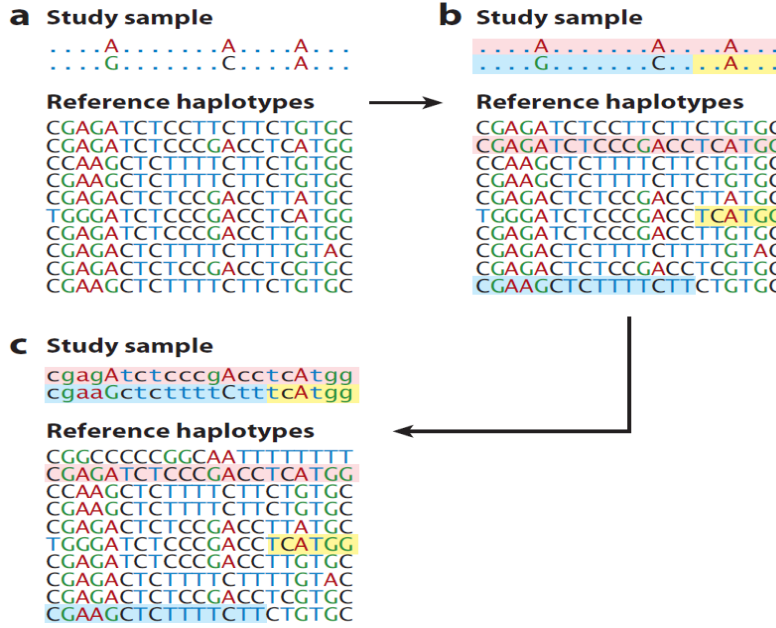 a Study sample
....A.......A....A...
....G.......C....A...
Reference haplotypes
CGAGATCTCCTTCTTCTGTGC
CGAGATCTCCCGACCTCATGG
CCAAGCTCTTTTCTTCTGTGC
CGAAGCTCTTTTCTTCTGTGC
CGAGACTCTCCGACCTTATGC
TGGGATCTCCCGACCTCATGG
CGAGATCTCCCGACCTTGTGC
CGAGACTCTTTTCTTTTGTAC
CGAGACTCTCCGACCTCGTGC
CGAAGCTCTTTTCTTCTGTGC
b Study sample
....A.......A....A...
....G.......C....A...
Reference haplotypes
CGAGATCTCCTTCTTCTGTGC
CGAGATCTCCCGACCTCATGG
CCAAGCTCTTTTCTTCTGTGC
CGAAGCTCTTTTCTTCTGTGC
CGAGACTCTCCGACCTTATGC
TGGGATCTCCCGACCTCATGG
CGAGATCTCCCGACCTTGTGC
CGAGACTCTTTTCTTTTGTAC
CGAGACTCTCCGACCTCGTGC
CGAAGCTCTTTTCTTCTGTGC
c Study sample
cgagAtctcccgAcctcAtgg
cgaaGctcttttCtttcAtgg
Reference haplotypes
CGGCCCCCGGCAATTTTTTTT
CGAGATCTCCCGACCTCATGG
CCAAGCTCTTTTCTTCTGTGC
CGAAGCTCTTTTCTTCTGTGC
CGAGACTCTCCGACCTTATGC
TGGGATCTCCCGACCTCATGG
CGAGATCTCCCGACCTTGTGC
CGAGACTCTTTTCTTTTGTAC
CGAGACTCTCCGACCTCGTGC
CGAAGCTCTTTTCTTCTGTGC